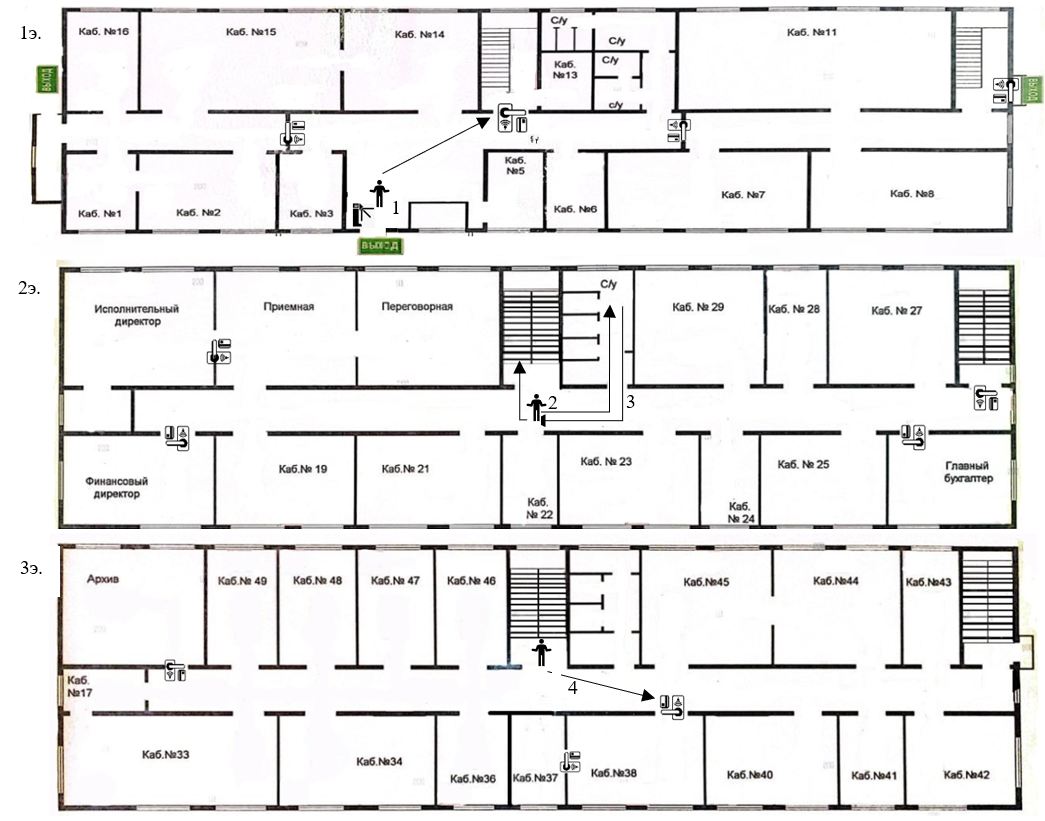 1э.
Каб. №16
Каб. №15
Каб. №14
С/у
С/у
Каб.
№13
С/у
с/у
Каб. №11
ВЫХОД
ВЫХОД
Каб. №1
Каб. №2
Каб. №3
1
Каб.
№5
Каб. №6
Каб. №7
Каб. №8
ВЫХОД
2э.
Исполнительный
директор
Приемная
Переговорная
С/у
Каб. № 29
Каб. № 28
Каб. № 27
2
3
Финансовый
директор
Каб.№ 19
Каб.№ 21
Каб.
№ 22
Каб. № 23
Каб.
№ 24
Каб. № 25
Главный
бухгалтер
3э.
Архив
Каб.№ 49
Каб.№ 48
Каб.№ 47
Каб.№ 46
Каб.№45
Каб.№44
Каб.№43
Каб.
№17
4
Каб.№33
Каб.№34
Каб.№36
Каб.№37
Каб.№38
Каб.№40
Каб.№41
Каб.№42